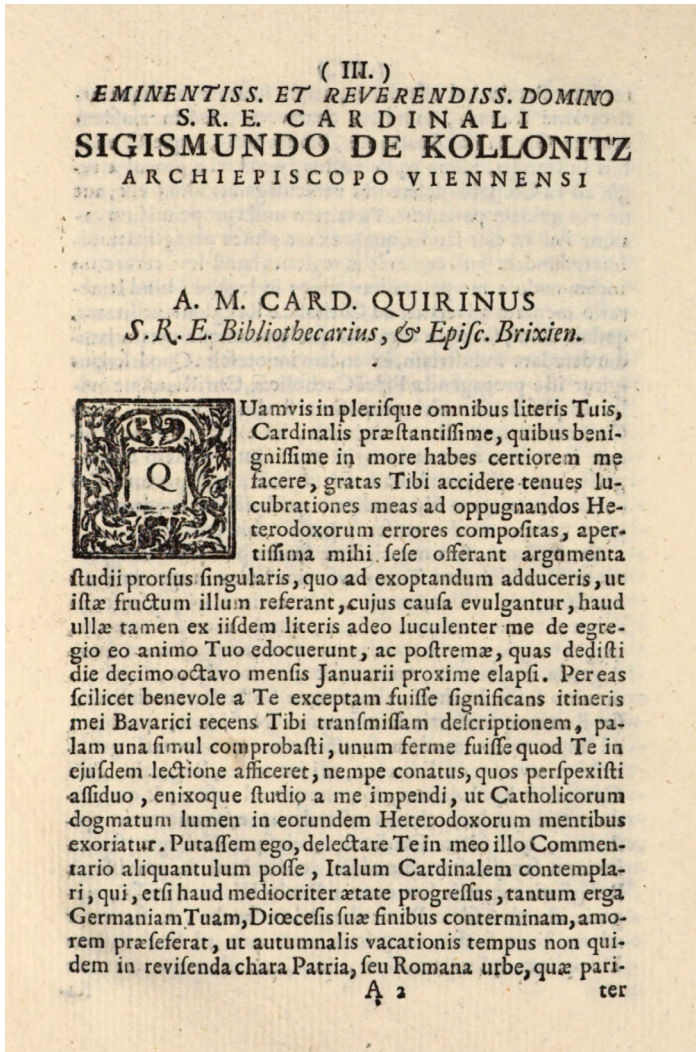 ( III. )
EMINENTISS. ET REVERENDISS. DOMINO
S. R. E. CARDINALI
SIGISMUNDO DE KOLLONITZ
ARCHIEPISCOPO VIENNENSI
A. M. CARD. QUIRINUS
S. R. E. Bibliothecarius, & Epiſc. Brixien.
QUamvis in pleriſque omnibus literis Tuis,
Cardinalis præſtantiſſime, quibus beni-
gniſſime in more habes certiorem me
facere, gratas Tibi accidere tenues lu-
cubrationes meas ad oppugnandos He-
terodoxorum errores compoſitas, aper-
tiſſima mihi ſeſe offerant argumenta
ſtudii prorſus ſingularis, quo ad exoptandum adduceris, ut
iſtæ fructum illum referant, cujus cauſa evulgantur, haud
ullæ tamen ex iiſdem literis adeo luculenter me de egre-
gio eo animo Tuo edocuerunt, ac poſtremæ, quas dediſti
die decimo octavo menſis Januarii proxime elapſi. Per eas
ſcilicet benevole a Te exceptam fuiſſe ſignificans itineris
mei Bavarici recens Tibi tranſmiſſam deſcriptionem, pa-
lam una ſimul comprobaſti, unum ferme fuiſſe quod Te in
ejuſdem lectione afficeret, nempe conatus, quos perſpexiſti
aſſiduo, enixoque ſtudio a me impendi, ut Catholicorum
dogmatum lumen in eorundem Heterodoxorum mentibus
exoriatur. Putaſſem ego, delectare Te in meo illo Commen-
tario aliquantulum poſſe, Italum Cardinalem contempla-
ri, qui, etſi haud mediocriter ætate progreſſus, tantum erga
Germaniam Tuam, Diœceſis ſuæ finibus conterminam, amo-
rem præſeferat, ut autumnalis vacationis tempus non qui-
dem in reviſenda chara Patria, ſeu Romana urbe, quæ pari-
A 2 ter